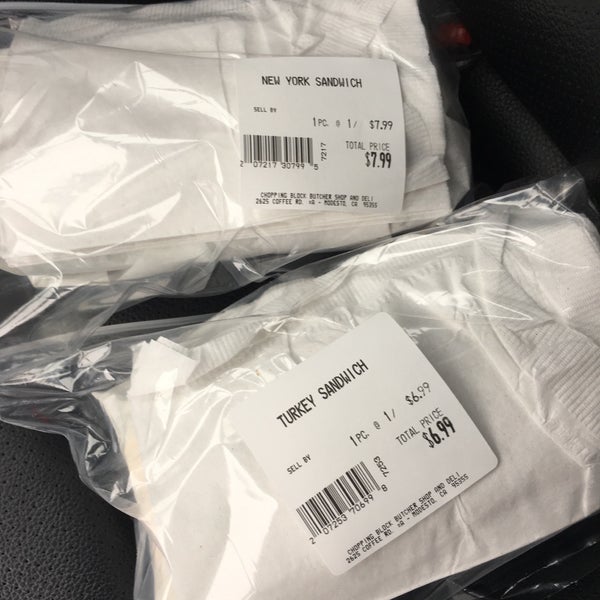 NEW YORK SANDWICH
SELL BY
1PC. @ 1/ $7.99
TOTAL PRICE
$7.99
7217
2 07217 30799 5
CHOPPING BLOCK BUTCHER SHOP AND DELI
2625 COFFEE RD. #A - MODESTO, CA 95355
TURKEY SANDWICH
SELL BY
1PC. @ 1/ $6.99
TOTAL PRICE
$6.99
7253
2 07253 70699 8
CHOPPING BLOCK BUTCHER SHOP AND DELI
2625 COFFEE RD. #A - MODESTO, CA 95355